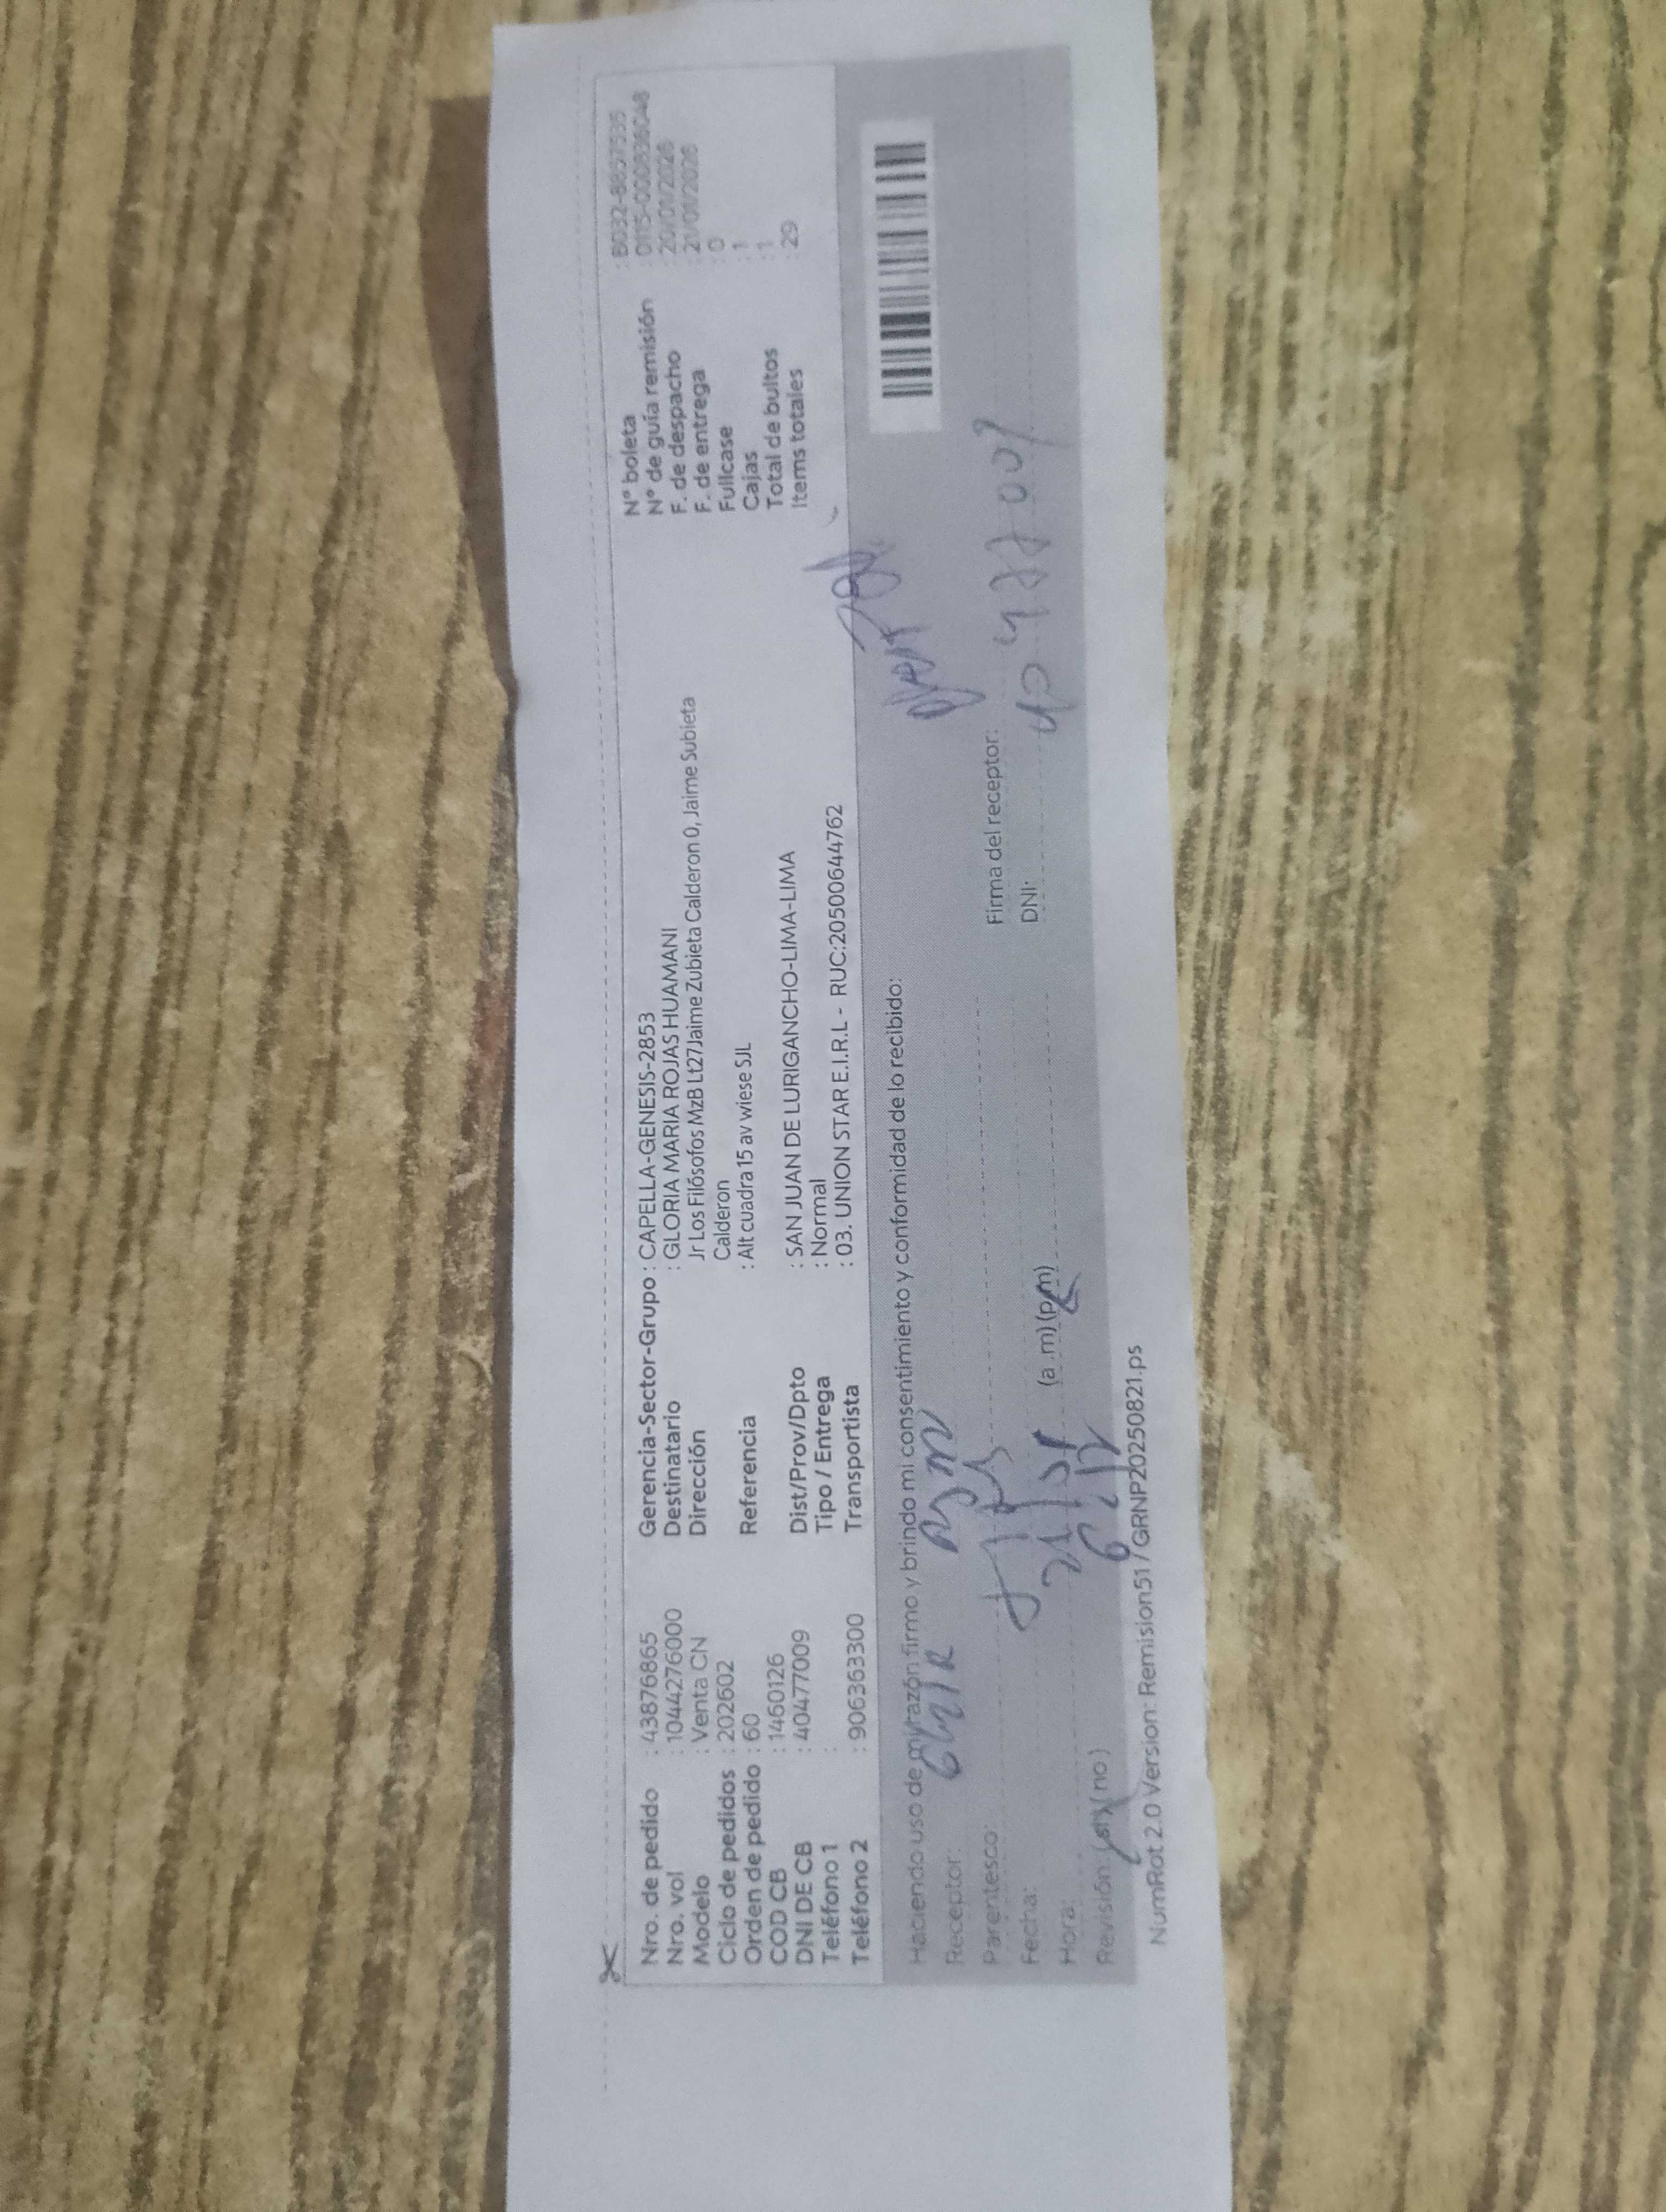 Nro. de pedido : 43876865
Nro. vol : 104427600​0
Modelo : Venta CN
Ciclo de pedidos : 202602
Orden de pedido : 60
COD CB : 1460126
DNI DE CB : 40477009
Teléfono 1 :
Teléfono 2 : 906363300
Gerencia-Sector-Grupo : CAPELLA-GENESIS-2853
Destinatario : GLORIA MARIA ROJAS HUAMANI
Dirección Jr Los Filósofos MzB Lt27Jaime Zubieta Calderon 0, Jaime Subieta
Calderon
Referencia : Alt cuadra 15 av wiese SJL
Dist/Prov/Dpto : SAN JUAN DE LURIGANCHO-LIMA-LIMA
Tipo / Entrega : Normal
Transportista : 03. UNION STAR E.I.R.L - RUC:20500644762
N° boleta
N° de guía remisión
F. de despacho : 20/01/2026
F. de entrega : 21/01/2026
Fullcase : 0
Cajas : 1
Total de bultos : 1
Items totales : 29
Haciendo uso de mi razón firmo y brindo mi consentimiento y conformidad de lo recibido:
Receptor:
Parentesco:
Fecha:
Hora: (a.m) (p.m)
Revisión: (si) (no)
Firma del receptor:
DNI: 40477009
NumRot 2.0 Version: Remision51 / GRNP20250821.ps